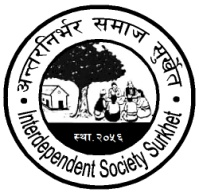 अन्तरनिर्भर समाज सुर्खेत
स्था. २०५६
Interdependent Society Surkhet